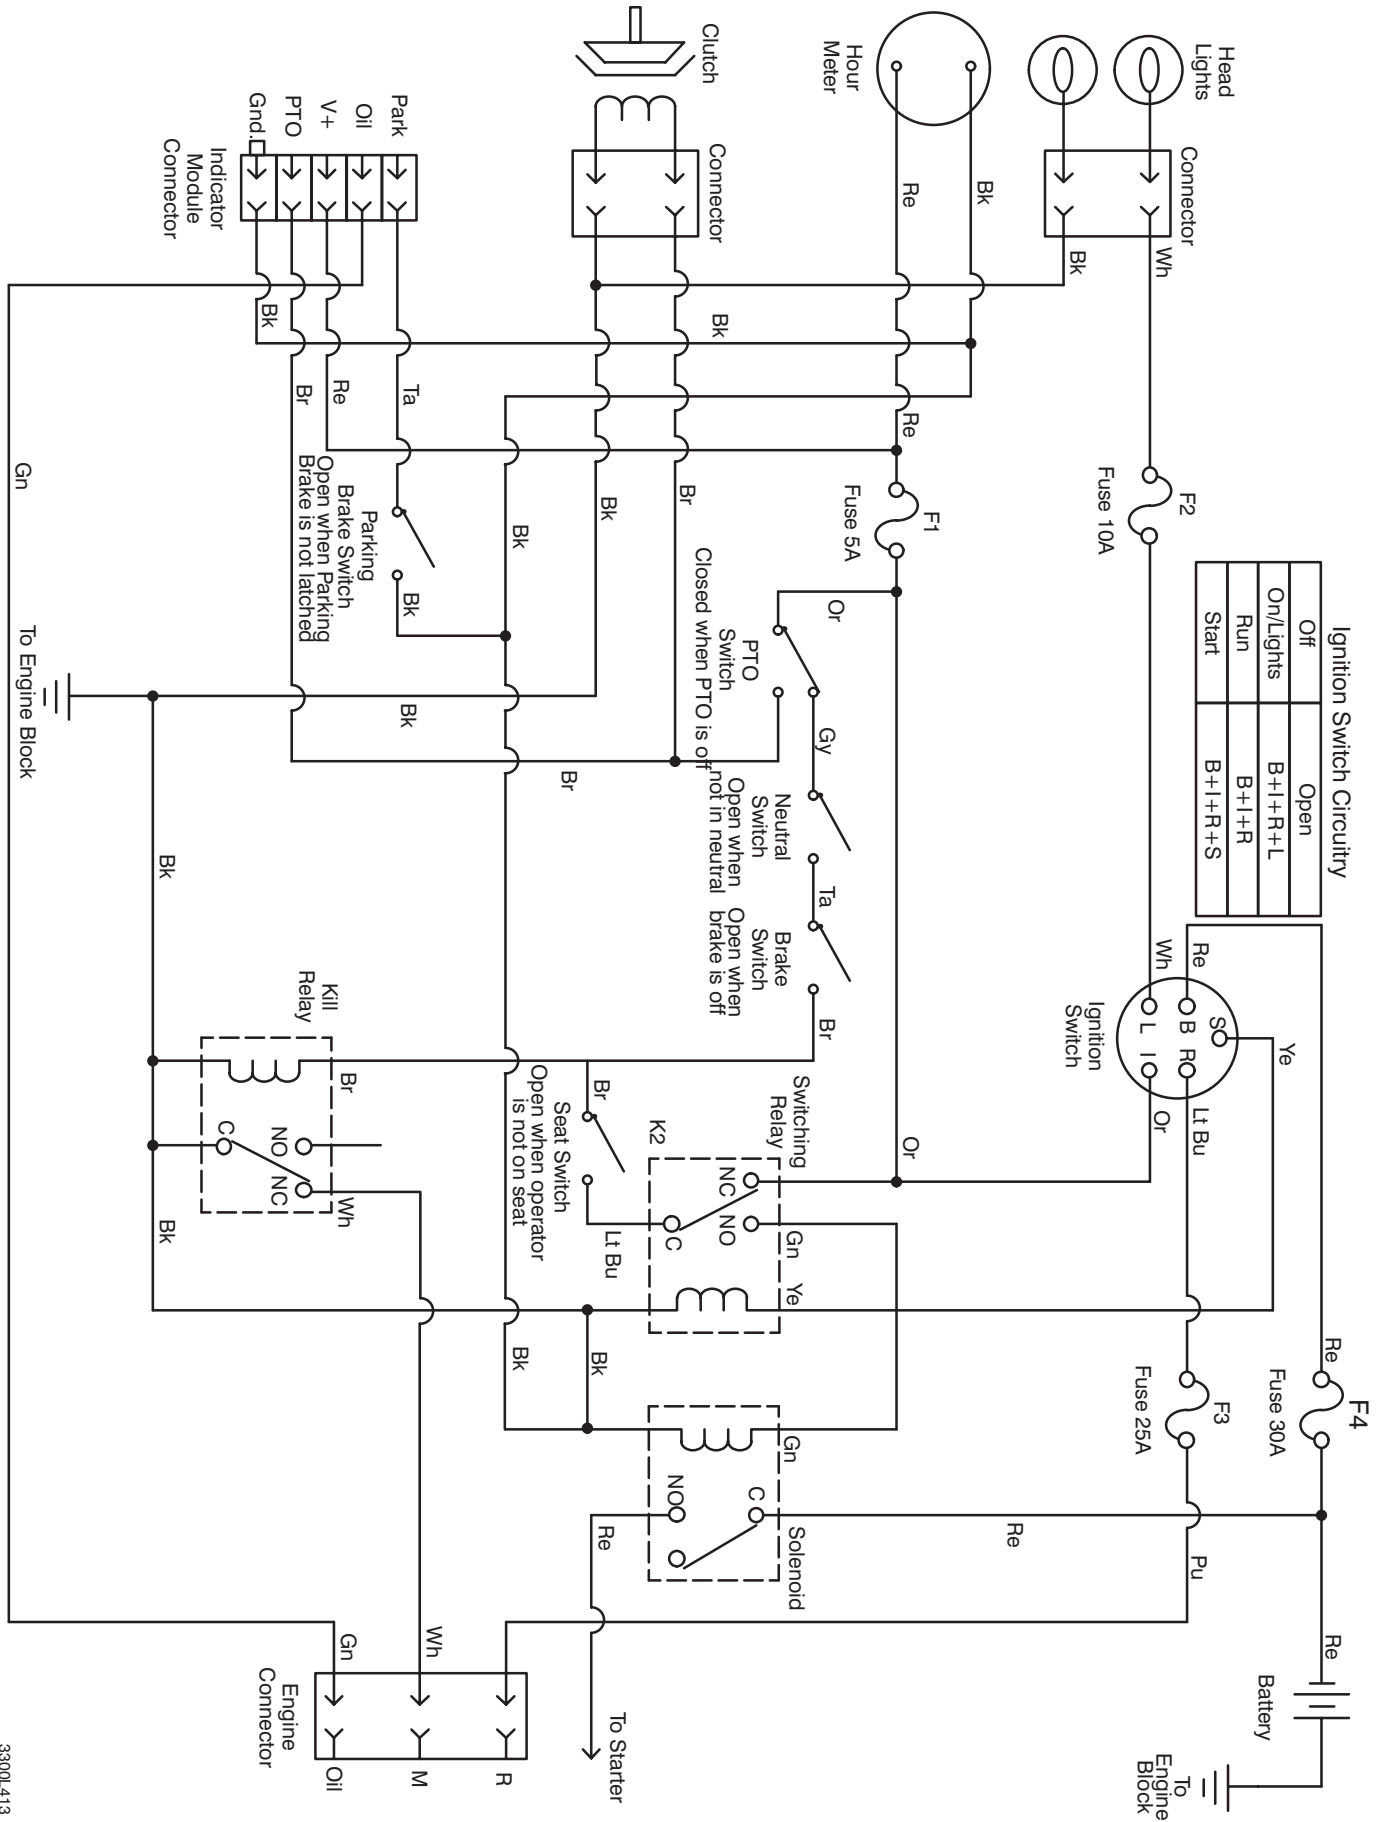 Head
Lights
Connector
Wh
Bk
F2
Fuse 10A
Hour
Meter
Bk
Re
Re
F1
Fuse 5A
Clutch
Connector
Bk
Br
Bk
Park
Oil
V+
PTO
Gnd.
Indicator
Module
Connector
Bk
Br
Re
Ta
Bk
Gn
Parking
Brake Switch
Open when Parking
Brake is not latched
Bk
Bk
To Engine Block
Ignition Switch Circuitry
Off
Open
On/Lights
B+I+R+L
Run
B+I+R
Start
B+I+R+S
Or
PTO
Switch
Closed when PTO is off
Gy
Br
Neutral
Switch
Open when
not in neutral
Ta
Brake
Switch
Open when
brake is off
Br
Bk
Re
Wh
S
B
R
L
I
Ignition
Switch
Ye
Lt Bu
Or
Or
Kill
Relay
Br
C
NO
NC
Wh
Bk
Br
Seat Switch
Open when operator
is not on seat
Lt Bu
Switching
Relay
K2
NC
NO
C
Gn
Ye
Bk
Bk
Re
F4
Fuse 30A
F3
Fuse 25A
Gn
C
NO
Solenoid
Re
Re
Pu
Re
Battery
To
Engine
Block
To Starter
Gn
Wh
Engine
Connector
R
M
Oil
3300L413